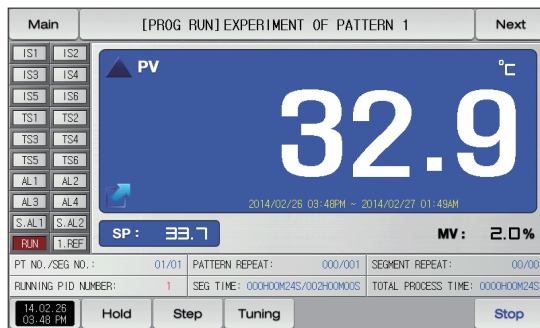 Main [PROG RUN]EXPERIMENT OF PATTERN 1 Next
IS1 IS2
IS3 IS4
IS5 IS6
TS1 TS2
TS3 TS4
TS5 TS6
AL1 AL2
AL3 AL4
S.AL1 S.AL2
RUN 1.REF
PV °C
32.9
2014/02/26 03:48PM ~ 2014/02/27 01:49AM
SP : 33.7 MV : 2.0%
PT NO./SEG NO.: 01/01 PATTERN REPEAT: 000/001 SEGMENT REPEAT: 00/00
RUNNING PID NUMBER: 1 SEG TIME: 000H00M24S/002H00M00S TOTAL PROCESS TIME: 0000H00M24S
14.02.26
03:48 PM
Hold Step Tuning Stop